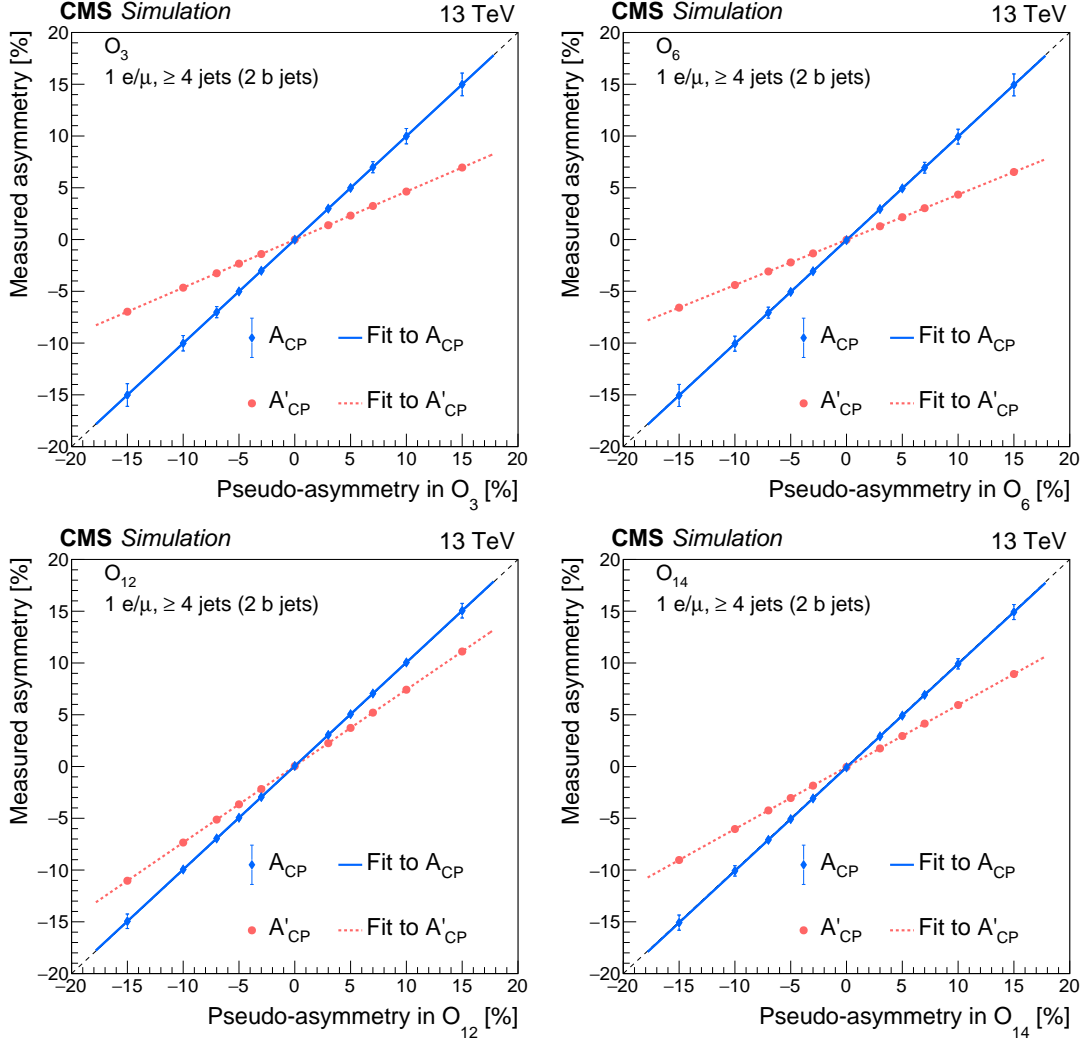 CMS Simulation 13 TeV
O3
1 e/μ, ≥ 4 jets (2 b jets)
Measured asymmetry [%]
20
15
10
5
0
−5
−10
−15
−20
A_CP Fit to A_CP
A'_CP Fit to A'_CP
−20 −15 −10 −5 0 5 10 15 20
Pseudo-asymmetry in O3 [%]
CMS Simulation 13 TeV
O6
1 e/μ, ≥ 4 jets (2 b jets)
Measured asymmetry [%]
20
15
10
5
0
−5
−10
−15
−20
A_CP Fit to A_CP
A'_CP Fit to A'_CP
−20 −15 −10 −5 0 5 10 15 20
Pseudo-asymmetry in O6 [%]
CMS Simulation 13 TeV
O12
1 e/μ, ≥ 4 jets (2 b jets)
Measured asymmetry [%]
20
15
10
5
0
−5
−10
−15
−20
A_CP Fit to A_CP
A'_CP Fit to A'_CP
−20 −15 −10 −5 0 5 10 15 20
Pseudo-asymmetry in O12 [%]
CMS Simulation 13 TeV
O14
1 e/μ, ≥ 4 jets (2 b jets)
Measured asymmetry [%]
20
15
10
5
0
−5
−10
−15
−20
A_CP Fit to A_CP
A'_CP Fit to A'_CP
−20 −15 −10 −5 0 5 10 15 20
Pseudo-asymmetry in O14 [%]